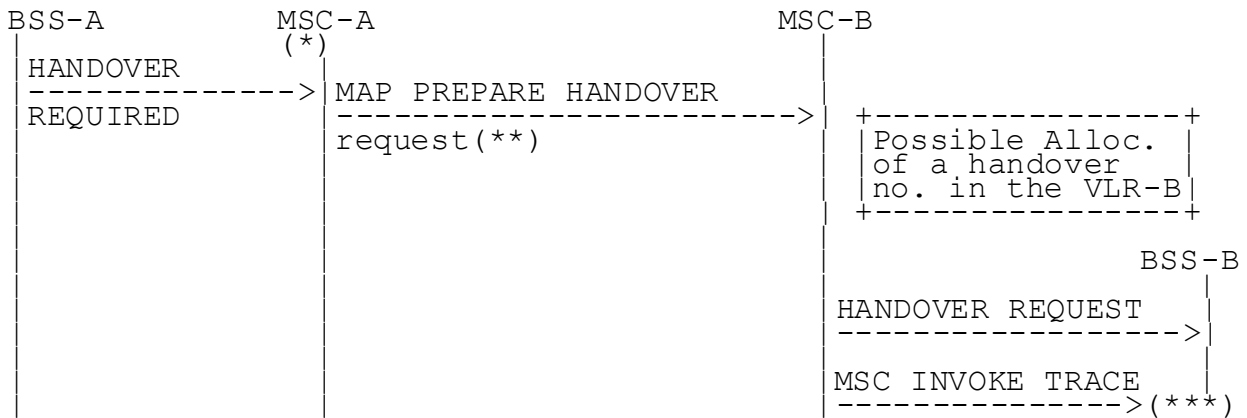 BSS-A MSC-A MSC-B
(*)
HANDOVER
REQUIRED
MAP PREPARE HANDOVER
request(**)
Possible Alloc.
of a handover
no. in the VLR-B
BSS-B
HANDOVER REQUEST
MSC INVOKE TRACE
(***)